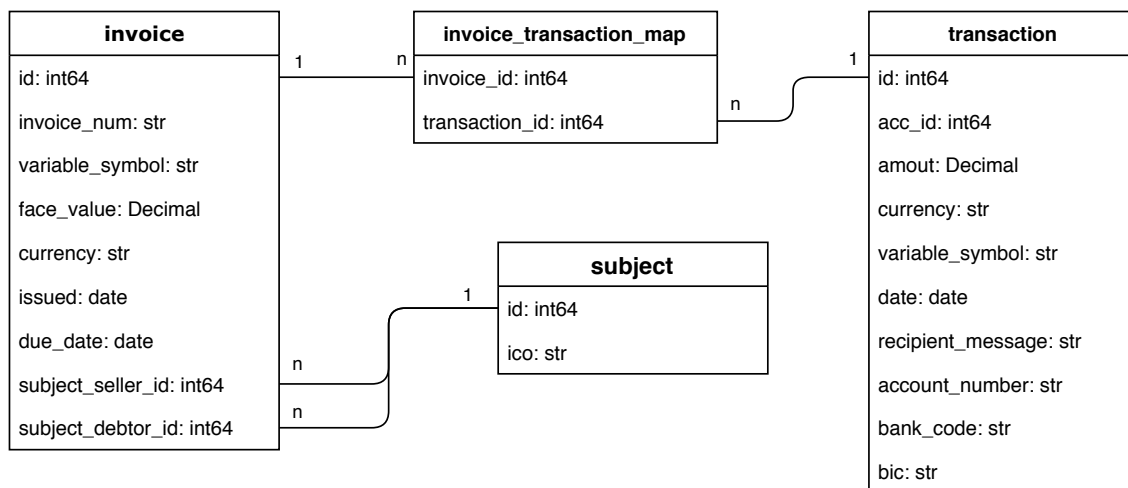 invoice
id: int64
invoice_num: str
variable_symbol: str
face_value: Decimal
currency: str
issued: date
due_date: date
subject_seller_id: int64
subject_debtor_id: int64
1
n
n
n
invoice_transaction_map
invoice_id: int64
transaction_id: int64
n
1
subject
id: int64
ico: str
1
transaction
id: int64
acc_id: int64
amout: Decimal
currency: str
variable_symbol: str
date: date
recipient_message: str
account_number: str
bank_code: str
bic: str